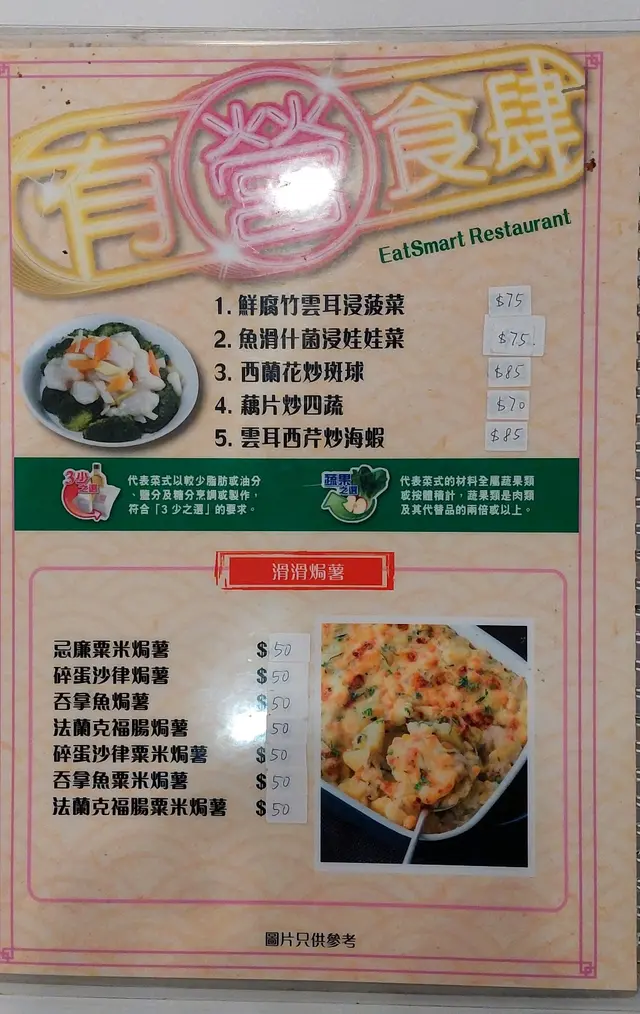 有營食肆
EatSmart Restaurant
1. 鮮腐竹雲耳浸菠菜 $75
2. 魚滑什菌浸娃娃菜 $75.
3. 西蘭花炒斑球 $85
4. 藕片炒四蔬 $70
5. 雲耳西芹炒海蝦 $85
3少之選
代表菜式以較少脂肪或油分
、鹽分及糖分烹調或製作，
符合「3 少之選」的要求。
蔬果之選
代表菜式的材料全屬蔬果類
或按體積計，蔬果類是肉類
及其代替品的兩倍或以上。
滑滑焗薯
忌廉粟米焗薯 $50
碎蛋沙律焗薯 $50
吞拿魚焗薯 $50
法蘭克福腸焗薯 $50
碎蛋沙律粟米焗薯 $50
吞拿魚粟米焗薯 $50
法蘭克福腸粟米焗薯 $50
圖片只供參考